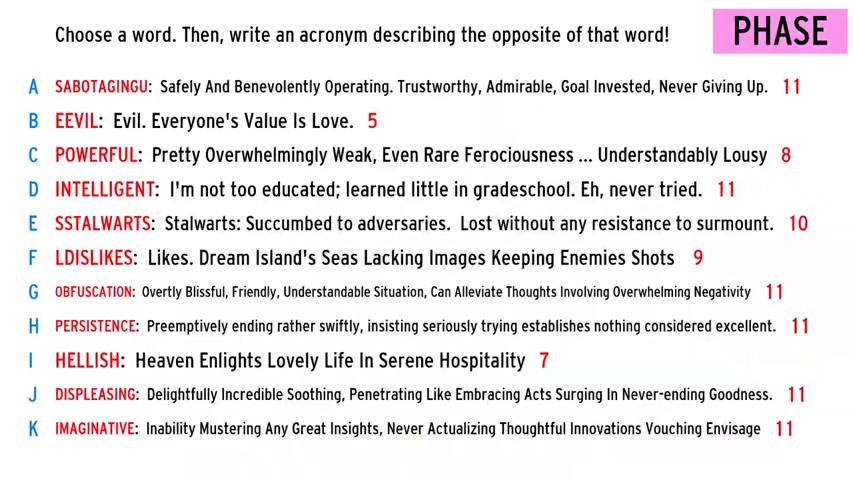 Choose a word. Then, write an acronym describing the opposite of that word!
PHASE
A SABOTAGINGU: Safely And Benevolently Operating. Trustworthy, Admirable, Goal Invested, Never Giving Up. 11
B EEVIL: Evil. Everyone's Value Is Love. 5
C POWERFUL: Pretty Overwhelmingly Weak, Even Rare Ferociousness ... Understandably Lousy 8
D INTELLIGENT: I'm not too educated; learned little in gradeschool. Eh, never tried. 11
E SSTALWARTS: Stalwarts: Succumbed to adversaries. Lost without any resistance to surmount. 10
F LDISLIKES: Likes. Dream Island's Seas Lacking Images Keeping Enemies Shots 9
G OBFUSCATION: Overtly Blissful, Friendly, Understandable Situation, Can Alleviate Thoughts Involving Overwhelming Negativity 11
H PERSISTENCE: Preemptively ending rather swiftly, insisting seriously trying establishes nothing considered excellent. 11
I HELLISH: Heaven Enlights Lovely Life In Serene Hospitality 7
J DISPLEASING: Delightfully Incredible Soothing, Penetrating Like Embracing Acts Surging In Never-ending Goodness. 11
K IMAGINATIVE: Inability Mustering Any Great Insights, Never Actualizing Thoughtful Innovations Vouching Envisage 11